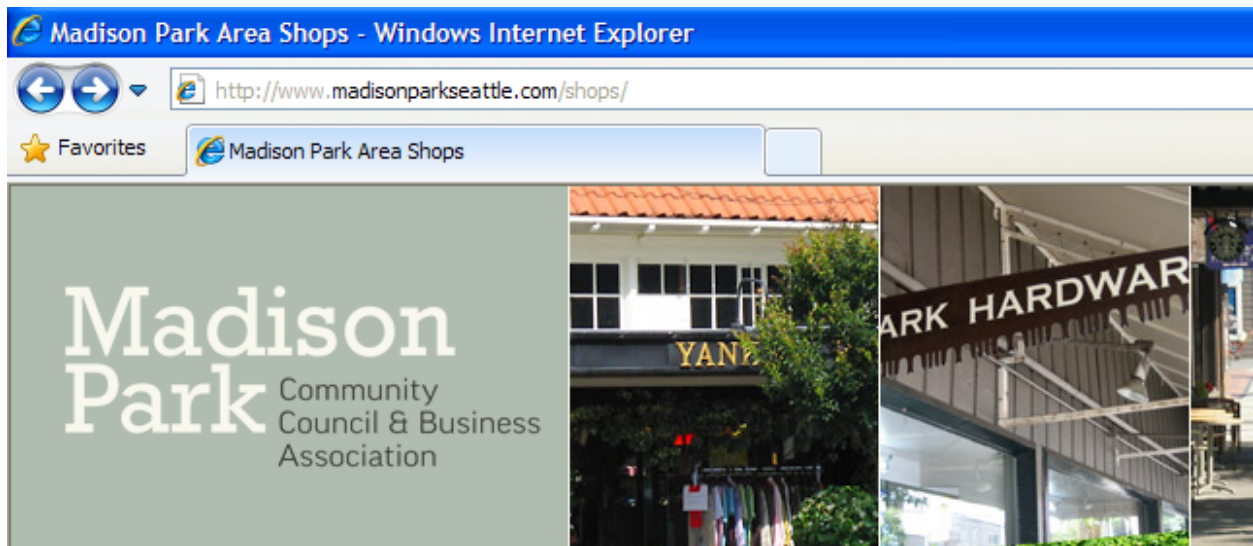 Madison Park Area Shops - Windows Internet Explorer
http://www.madisonparkseattle.com/shops/
Favorites
Madison Park Area Shops
Madison
Park
Community
Council & Business
Association
YAN
ARK HARDWAR